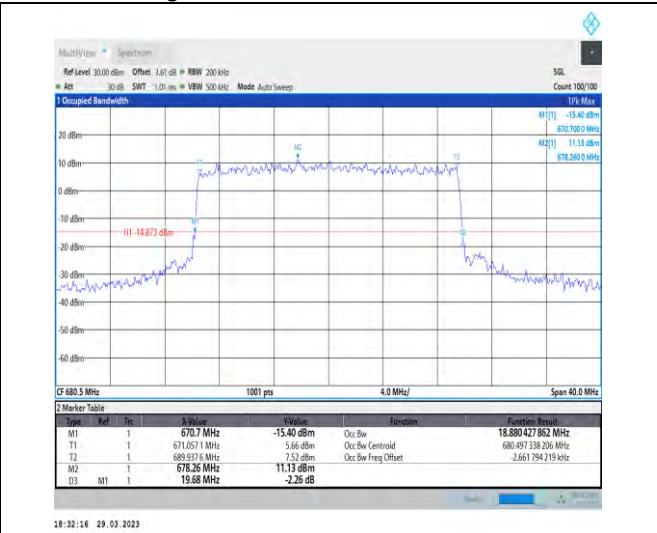 MultiView Spectrum
Ref Level 30.00 dBm Offset 3.61 dB RBW 200 kHz SGL
Att 30 dB SWT 1.01 ms VBW 500 kHz Mode Auto Sweep Count 100/100
1 Occupied Bandwidth 1Pk Max
M1[1] -15.40 dBm
670.700 0 MHz
M2[1] 11.13 dBm
678.260 0 MHz
20 dBm
M2
T2
10 dBm
0 dBm
-10 dBm
M1
H1 -14.873 dBm
-20 dBm
-30 dBm
-40 dBm
-50 dBm
-60 dBm
CF 680.5 MHz 1001 pts 4.0 MHz/ Span 40.0 MHz
2 Marker Table
Type Ref Trc X-Value Y-Value Function Function Result
M1 1 670.7 MHz -15.40 dBm Occ Bw 18.880 427 862 MHz
T1 1 671.057 1 MHz 5.66 dBm Occ Bw Centroid 680.497 338 206 MHz
T2 1 689.937 6 MHz 7.52 dBm Occ Bw Freq Offset -2.661 794 219 kHz
M2 1 678.26 MHz 11.13 dBm
D3 M1 1 19.68 MHz -2.26 dB
18:32:16 29.03.2023